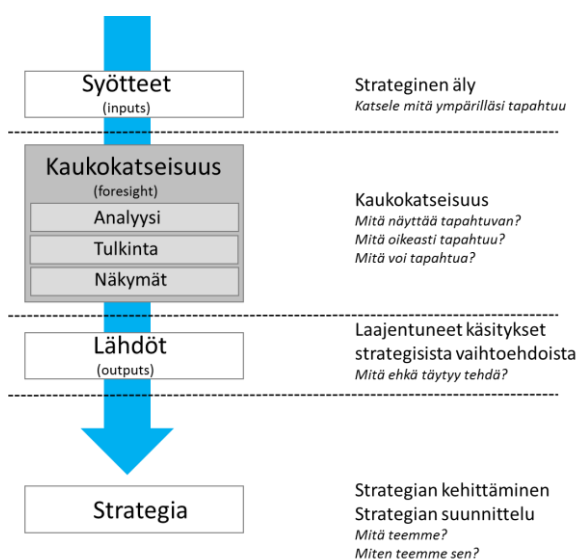 Syötteet
(inputs)
Strateginen äly
Katsele mitä ympärilläsi tapahtuu
Kaukokatseisuus
(foresight)
Analyysi
Tulkinta
Näkymät
Kaukokatseisuus
Mitä näyttää tapahtuvan?
Mitä oikeasti tapahtuu?
Mitä voi tapahtua?
Lähdöt
(outputs)
Laajentuneet käsitykset
strategisista vaihtoehdoista
Mitä ehkä täytyy tehdä?
Strategia
Strategian kehittäminen
Strategian suunnittelu
Mitä teemme?
Miten teemme sen?